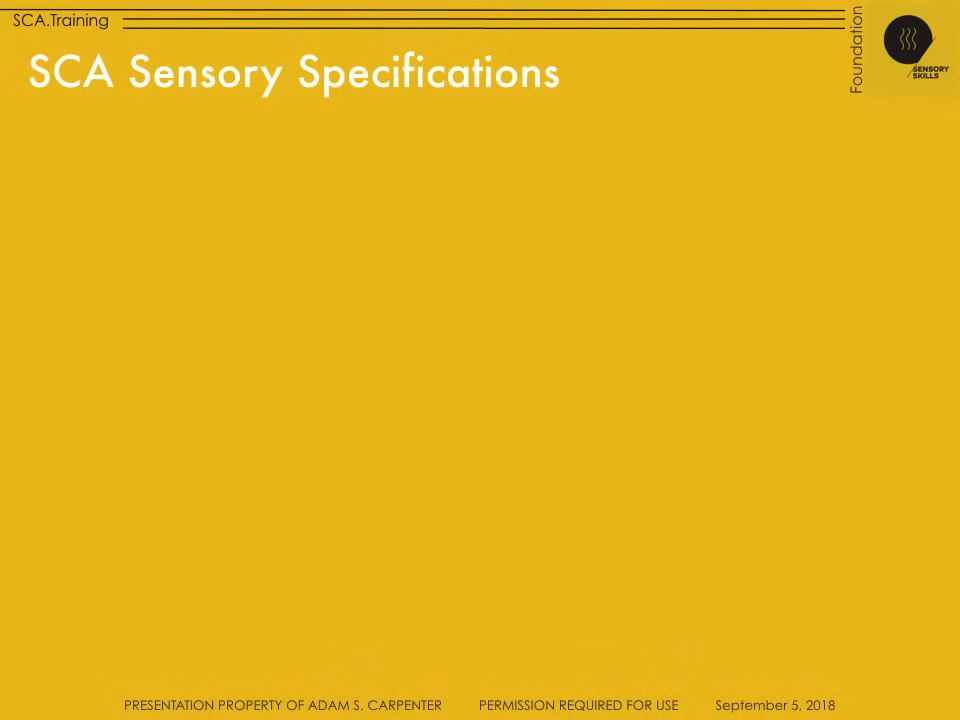 SCA.Training
Foundation
SENSORY
SKILLS
SCA Sensory Specifications
PRESENTATION PROPERTY OF ADAM S. CARPENTER PERMISSION REQUIRED FOR USE September 5, 2018